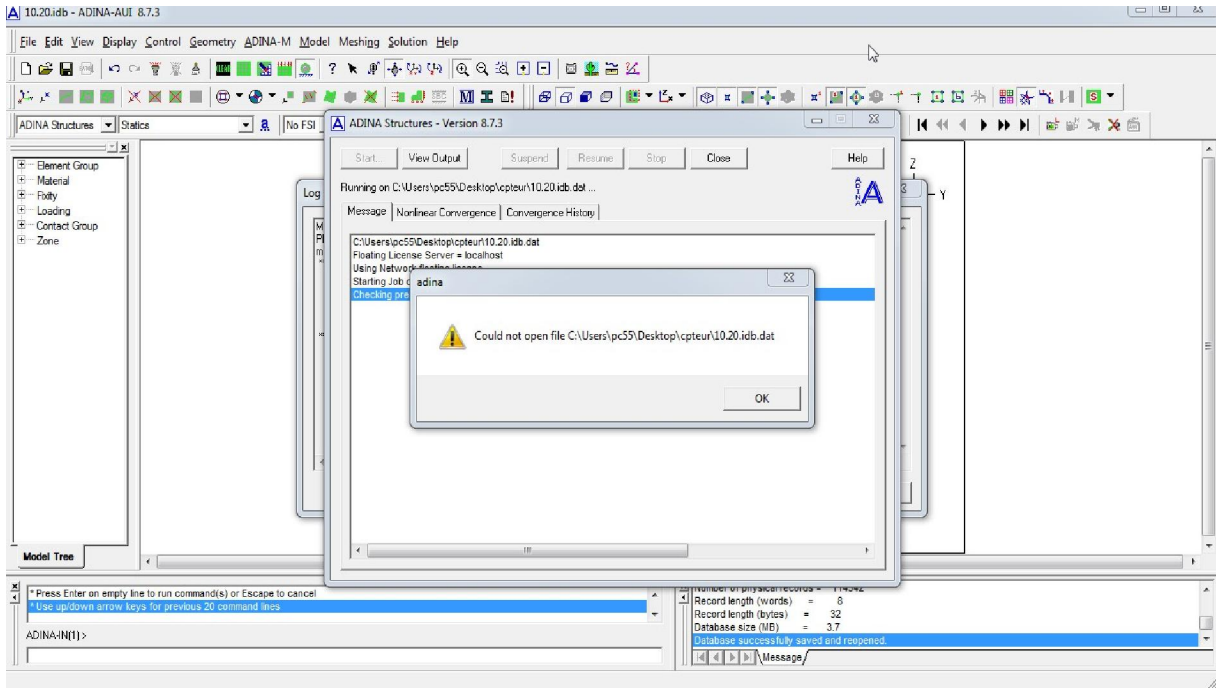 10.20.idb - ADINA-AUI 8.7.3
File Edit View Display Control Geometry ADINA-M Model Meshing Solution Help
ADINA Structures Statics No FSI
Element Group
Material
Fixity
Loading
Contact Group
Zone
Model Tree
Log
ADINA Structures - Version 8.7.3
Start... View Output Suspend Resume Stop Close Help
Running on C:\Users\pc55\Desktop\cpteur\10.20.idb.dat ...
Message Nonlinear Convergence Convergence History
C:\Users\pc55\Desktop\cpteur\10.20.idb.dat
Floating License Server = localhost
Using Network floating license
Starting Job
Checking pre
adina
Could not open file C:\Users\pc55\Desktop\cpteur\10.20.idb.dat
OK
Z
Y
* Press Enter on empty line to run command(s) or Escape to cancel
* Use up/down arrow keys for previous 20 command lines
ADINA-IN(1) >
Number of physical records = 114542
Record length (words) = 8
Record length (bytes) = 32
Database size (MB) = 3.7
Database successfully saved and reopened.
Message